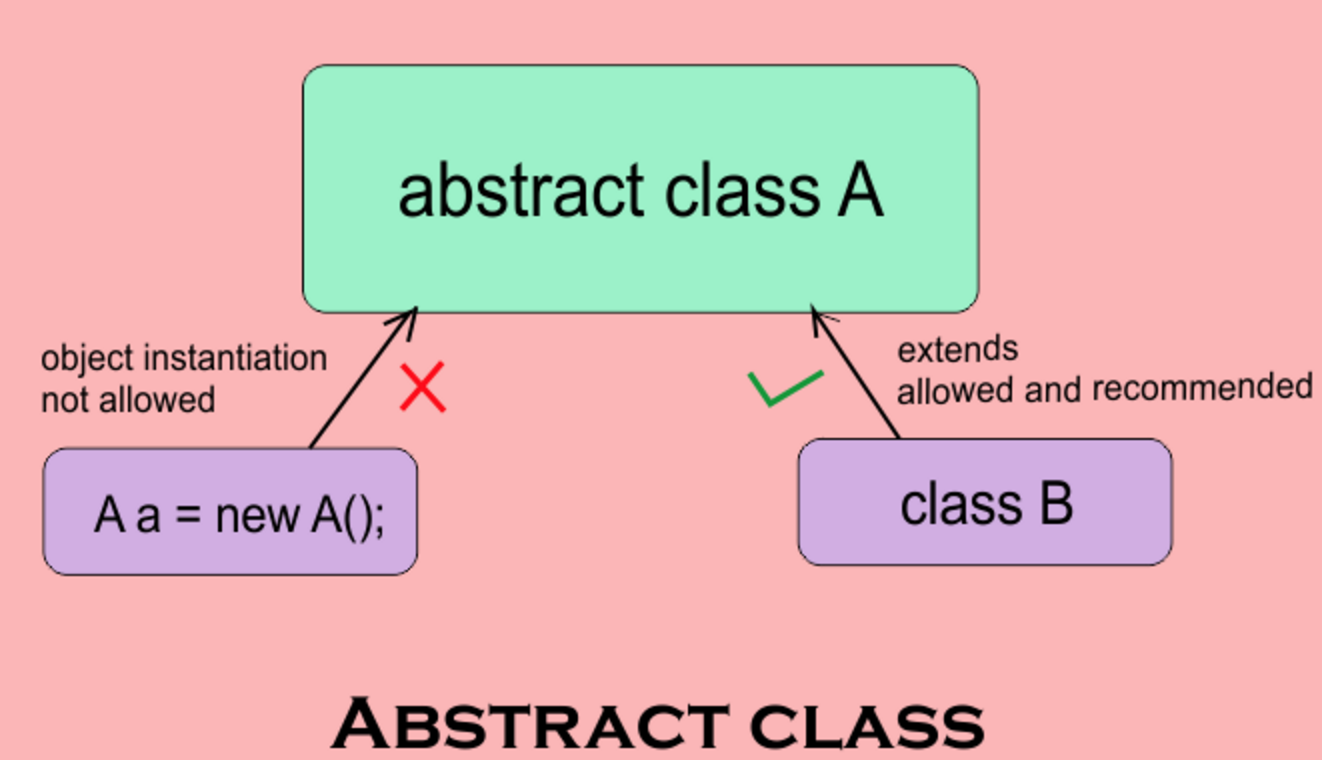 abstract class A
object instantiation
not allowed
extends
allowed and recommended
A a = new A();
class B
ABSTRACT CLASS